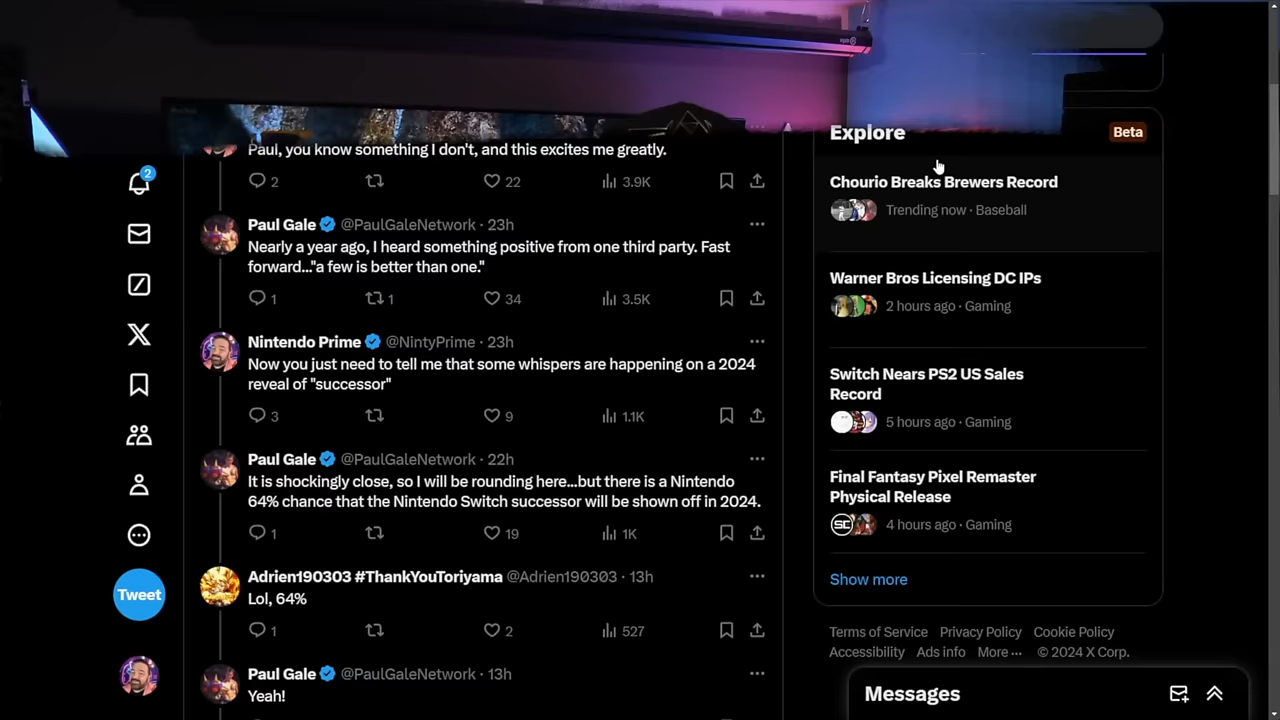 Paul, you know something I don't, and this excites me greatly.
2 22 3.9K
Paul Gale @PaulGaleNetwork · 23h
Nearly a year ago, I heard something positive from one third party. Fast
forward..."a few is better than one."
1 1 34 3.5K
Nintendo Prime @NintyPrime · 23h
Now you just need to tell me that some whispers are happening on a 2024
reveal of "successor"
3 9 1.1K
Paul Gale @PaulGaleNetwork · 22h
It is shockingly close, so I will be rounding here...but there is a Nintendo
64% chance that the Nintendo Switch successor will be shown off in 2024.
1 19 1K
Adrien190303 #ThankYouToriyama @Adrien190303 · 13h
Lol, 64%
1 2 527
Paul Gale @PaulGaleNetwork · 13h
Yeah!
2
Tweet
Explore
Beta
Chourio Breaks Brewers Record
Trending now · Baseball
Warner Bros Licensing DC IPs
2 hours ago · Gaming
Switch Nears PS2 US Sales
Record
5 hours ago · Gaming
Final Fantasy Pixel Remaster
Physical Release
SC
4 hours ago · Gaming
Show more
Terms of Service Privacy Policy Cookie Policy
Accessibility Ads info More ··· © 2024 X Corp.
Messages